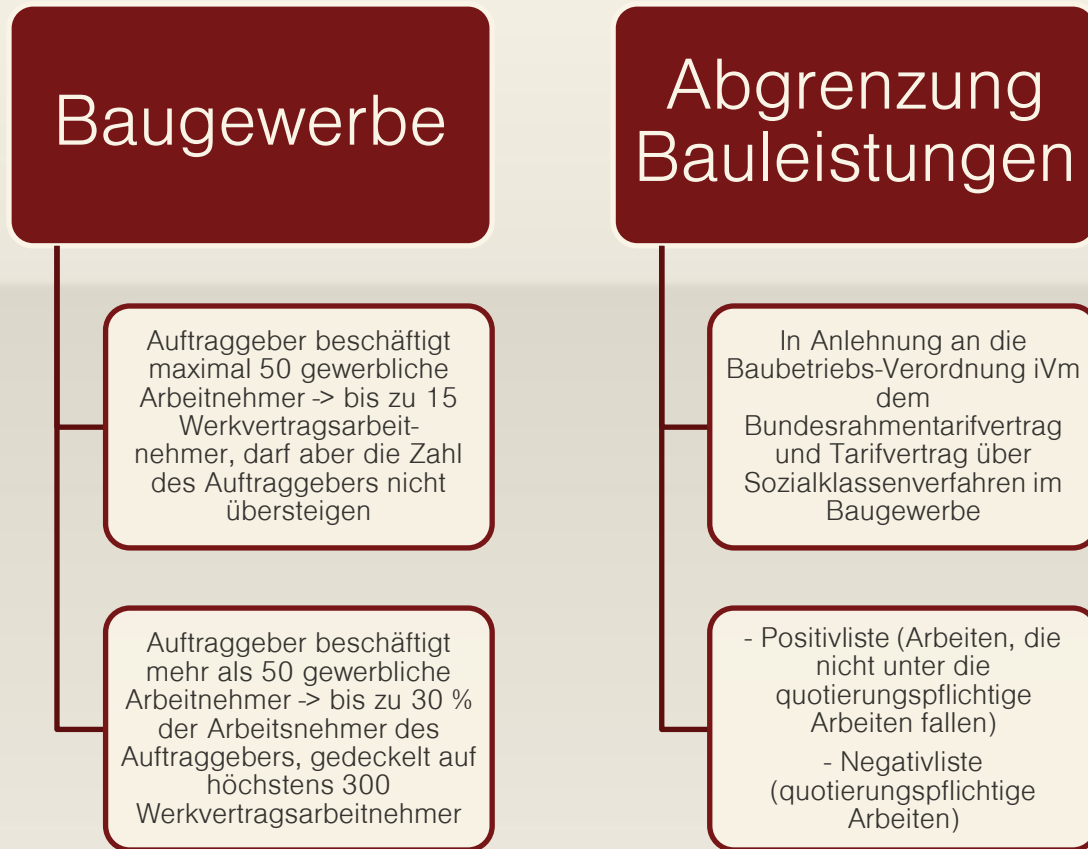 Baugewerbe
Auftraggeber beschäftigt
maximal 50 gewerbliche
Arbeitnehmer -> bis zu 15
Werkvertragsarbeit-
nehmer, darf aber die Zahl
des Auftraggebers nicht
übersteigen
Auftraggeber beschäftigt
mehr als 50 gewerbliche
Arbeitnehmer -> bis zu 30 %
der Arbeitsnehmer des
Auftraggebers, gedeckelt auf
höchstens 300
Werkvertragsarbeitnehmer
Abgrenzung
Bauleistungen
In Anlehnung an die
Baubetriebs-Verordnung iVm
dem
Bundesrahmentarifvertrag
und Tarifvertrag über
Sozialklassenverfahren im
Baugewerbe
- Positivliste (Arbeiten, die
nicht unter die
quotierungspflichtige
Arbeiten fallen)
- Negativliste
(quotierungspflichtige
Arbeiten)